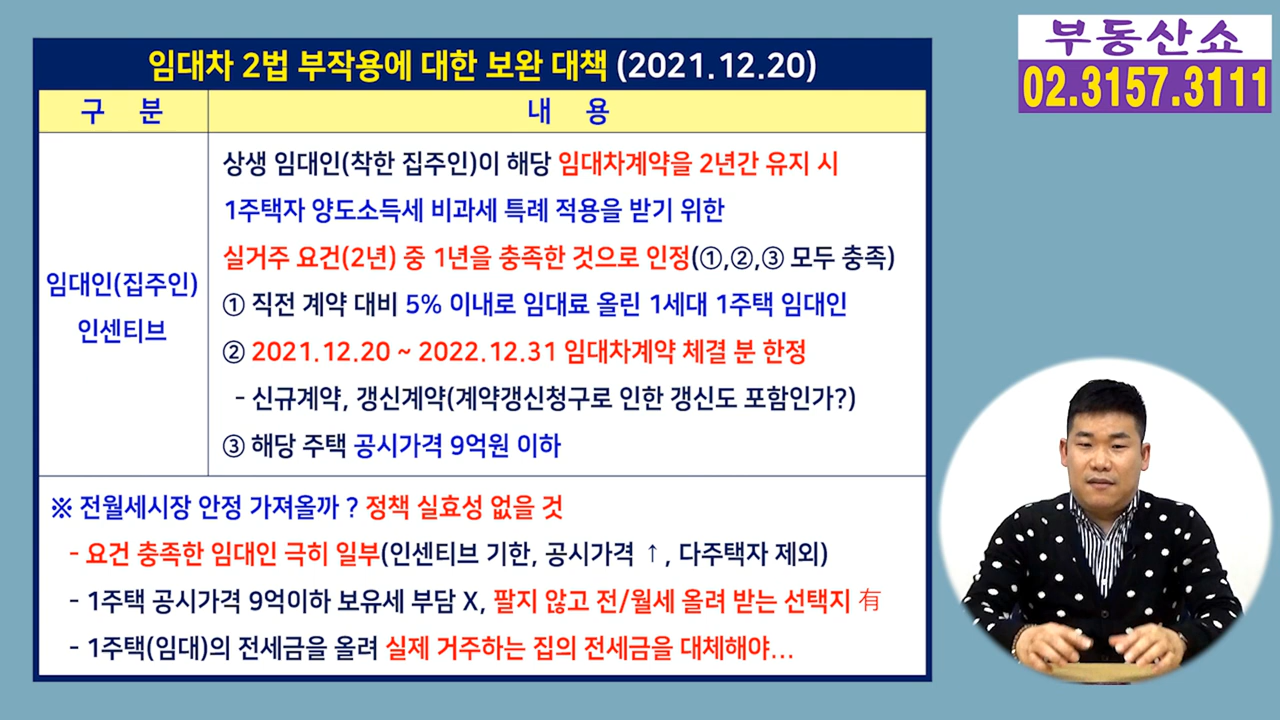 부동산쇼
02.3157.3111
임대차 2법 부작용에 대한 보완 대책 (2021.12.20)
구 분
내 용
임대인(집주인)
인센티브
상생 임대인(착한 집주인)이 해당 임대차계약을 2년간 유지 시
1주택자 양도소득세 비과세 특례 적용을 받기 위한
실거주 요건(2년) 중 1년을 충족한 것으로 인정(①,②,③ 모두 충족)
① 직전 계약 대비 5% 이내로 임대료 올린 1세대 1주택 임대인
② 2021.12.20 ~ 2022.12.31 임대차계약 체결 분 한정
- 신규계약, 갱신계약(계약갱신청구로 인한 갱신도 포함인가?)
③ 해당 주택 공시가격 9억원 이하
※ 전월세시장 안정 가져올까 ? 정책 실효성 없을 것
- 요건 충족한 임대인 극히 일부(인센티브 기한, 공시가격 ↑, 다주택자 제외)
- 1주택 공시가격 9억이하 보유세 부담 X, 팔지 않고 전/월세 올려 받는 선택지 有
- 1주택(임대)의 전세금을 올려 실제 거주하는 집의 전세금을 대체해야...